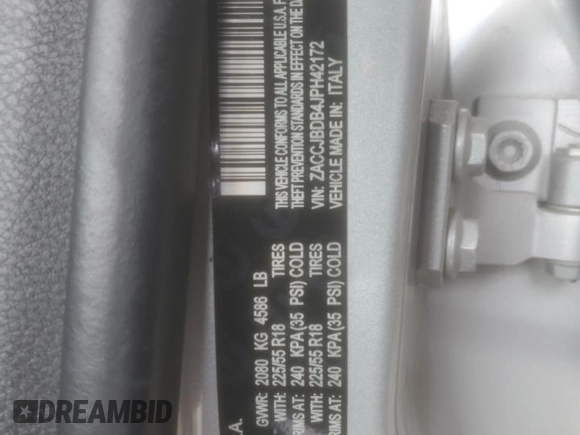 THIS VEHICLE CONFORMS TO ALL APPLICABLE U.S.A.
THEFT PREVENTION STANDARDS IN EFFECT ON THE DA
VIN: ZACCJBDB4JPH42172
VEHICLE MADE IN: ITALY
.A.
GVWR: 2080 KG 4586 LB
WITH: 225/55 R18 TIRES
RIMS AT: 240 KPA (35 PSI) COLD
WITH: 225/55 R18 TIRES
RIMS AT: 240 KPA (35 PSI) COLD
DREAMBID